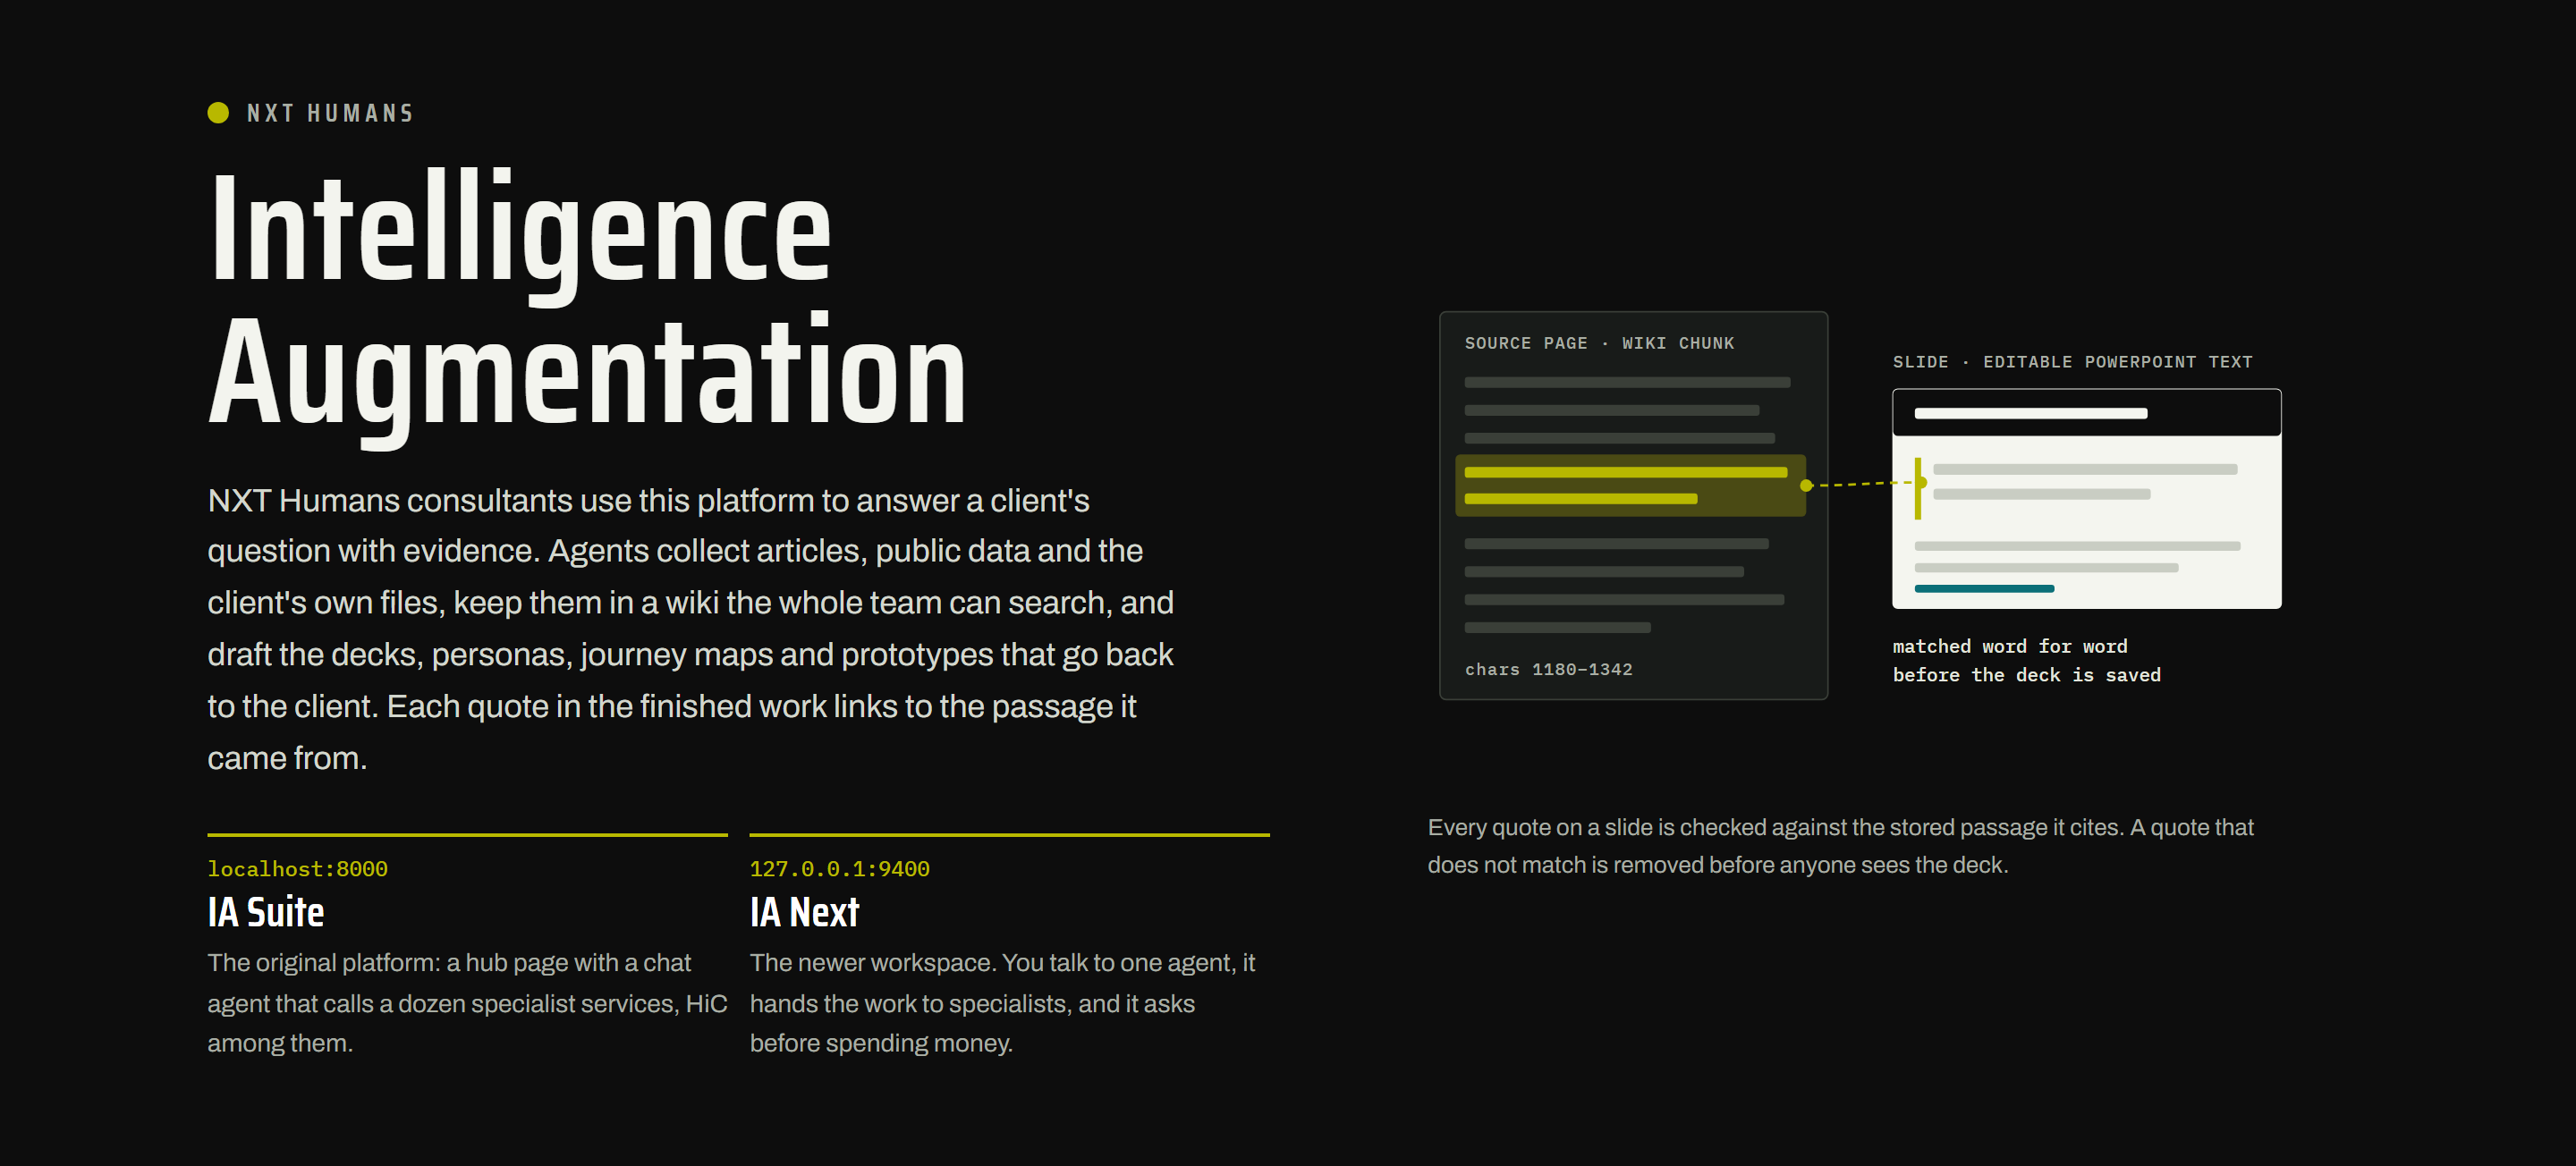 NXT HUMANS
Intelligence
Augmentation
NXT Humans consultants use this platform to answer a client's
question with evidence. Agents collect articles, public data and the
client's own files, keep them in a wiki the whole team can search, and
draft the decks, personas, journey maps and prototypes that go back
to the client. Each quote in the finished work links to the passage it
came from.
localhost:8000
IA Suite
The original platform: a hub page with a chat
agent that calls a dozen specialist services, HiC
among them.
127.0.0.1:9400
IA Next
The newer workspace. You talk to one agent, it
hands the work to specialists, and it asks
before spending money.
SOURCE PAGE · WIKI CHUNK
chars 1180–1342
SLIDE · EDITABLE POWERPOINT TEXT
matched word for word
before the deck is saved
Every quote on a slide is checked against the stored passage it cites. A quote that
does not match is removed before anyone sees the deck.